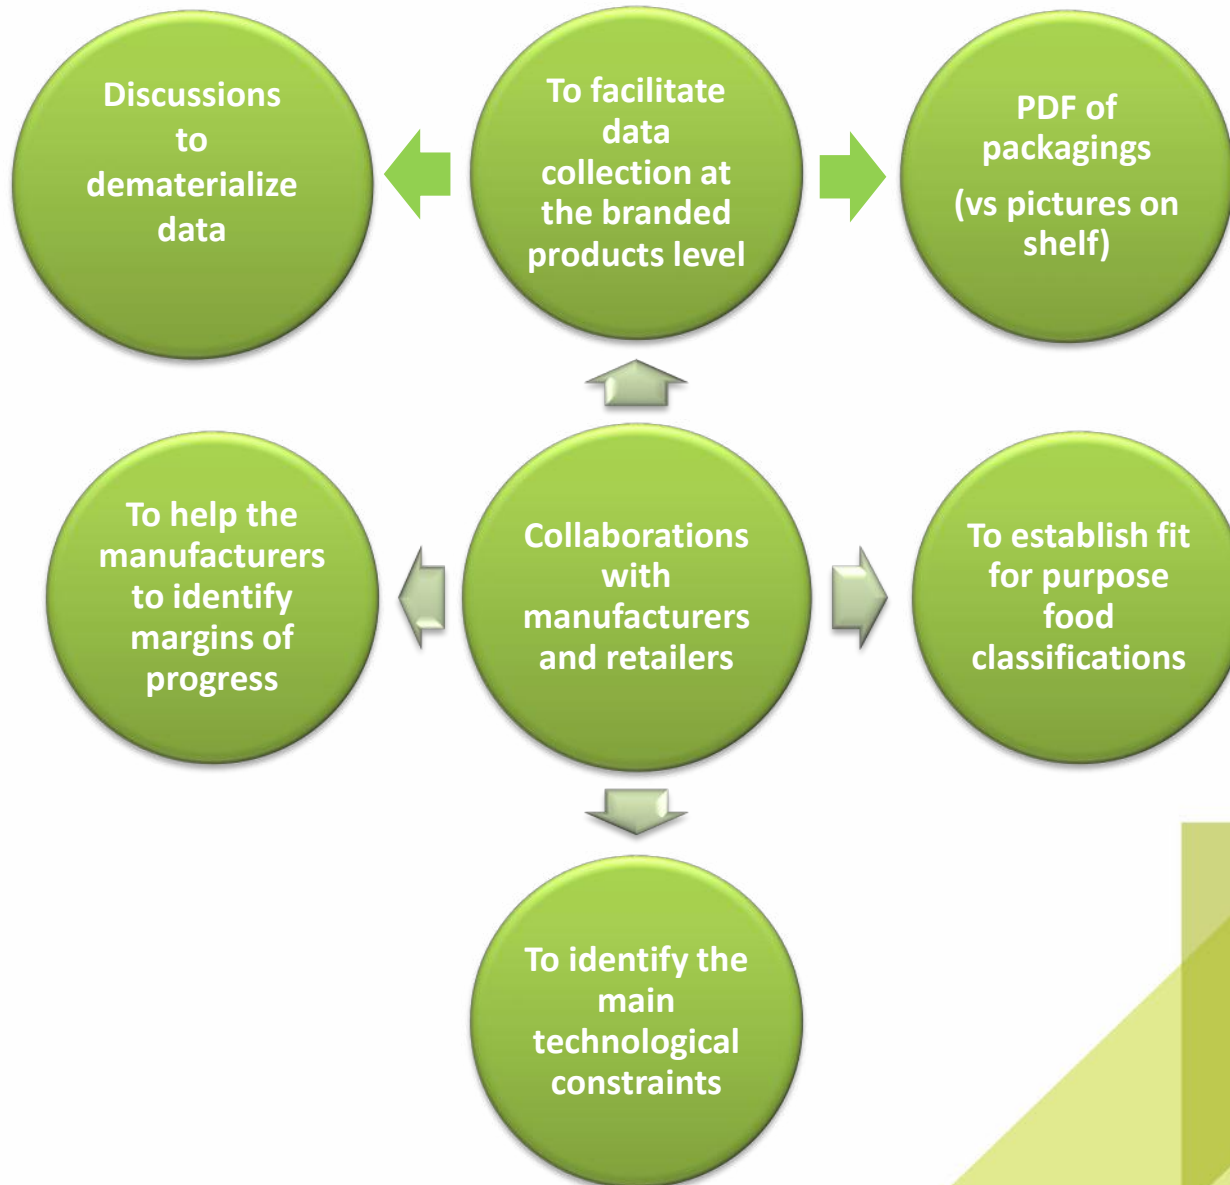 Discussions
to
dematerialize
data
To facilitate
data
collection at
the branded
products level
PDF of
packagings
(vs pictures on
shelf)
To help the
manufacturers
to identify
margins of
progress
Collaborations
with
manufacturers
and retailers
To establish fit
for purpose
food
classifications
To identify the
main
technological
constraints